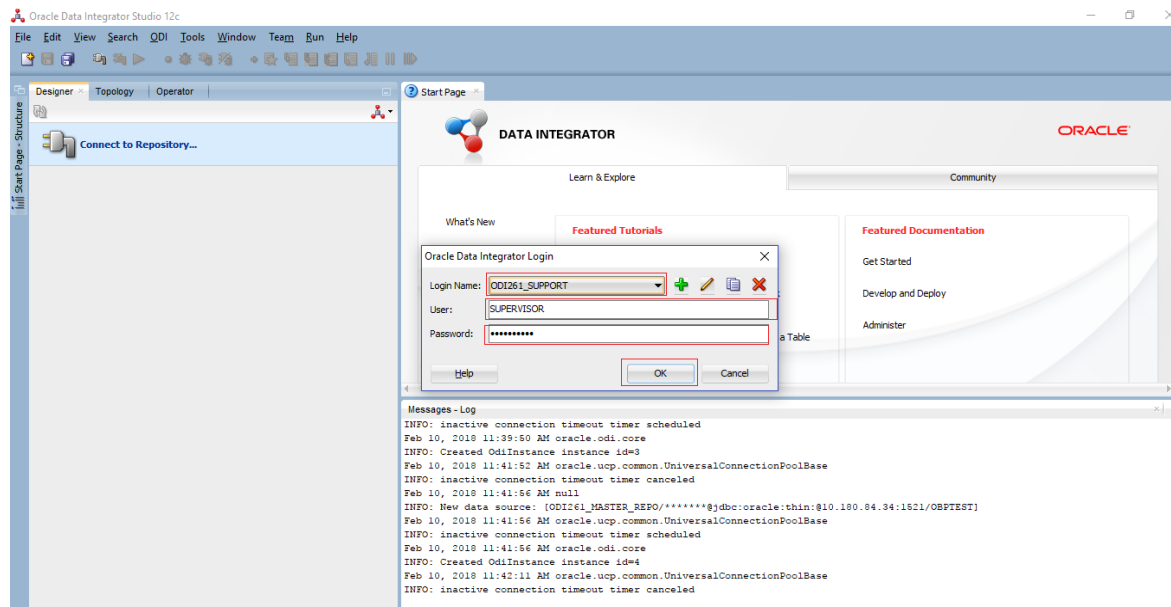 Oracle Data Integrator Studio 12c
File Edit View Search ODI Tools Window Team Run Help
Designer Topology Operator
Start Page
Start Page - Structure
Connect to Repository...
DATA INTEGRATOR
ORACLE
Learn & Explore
Community
What's New
Featured Tutorials
Featured Documentation
Get Started
Develop and Deploy
Administer
a Table
Oracle Data Integrator Login
Login Name: ODI261_SUPPORT
User: SUPERVISOR
Password: ••••••••••
Help OK Cancel
Messages - Log
INFO: inactive connection timeout timer scheduled
Feb 10, 2018 11:39:50 AM oracle.odi.core
INFO: Created OdiInstance instance id=3
Feb 10, 2018 11:41:52 AM oracle.ucp.common.UniversalConnectionPoolBase
INFO: inactive connection timeout timer canceled
Feb 10, 2018 11:41:56 AM null
INFO: New data source: [ODI261_MASTER_REPO/*******@jdbc:oracle:thin:@10.180.84.34:1521/OBPTEST]
Feb 10, 2018 11:41:56 AM oracle.ucp.common.UniversalConnectionPoolBase
INFO: inactive connection timeout timer scheduled
Feb 10, 2018 11:41:56 AM oracle.odi.core
INFO: Created OdiInstance instance id=4
Feb 10, 2018 11:42:11 AM oracle.ucp.common.UniversalConnectionPoolBase
INFO: inactive connection timeout timer canceled